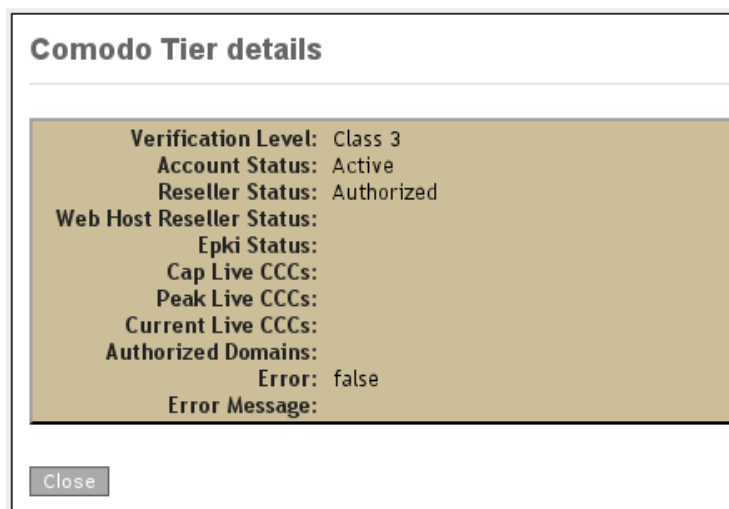 Comodo Tier details
Verification Level: Class 3
Account Status: Active
Reseller Status: Authorized
Web Host Reseller Status:
Epki Status:
Cap Live CCCs:
Peak Live CCCs:
Current Live CCCs:
Authorized Domains:
Error: false
Error Message:
Close